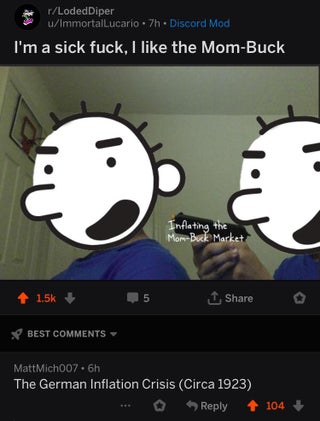 r/LodedDiper
u/ImmortalLucario • 7h • Discord Mod
I'm a sick fuck, I like the Mom-Buck
Inflating the
Mom-Buck Market
1.5k
5
Share
BEST COMMENTS
MattMich007 • 6h
The German Inflation Crisis (Circa 1923)
... Reply 104